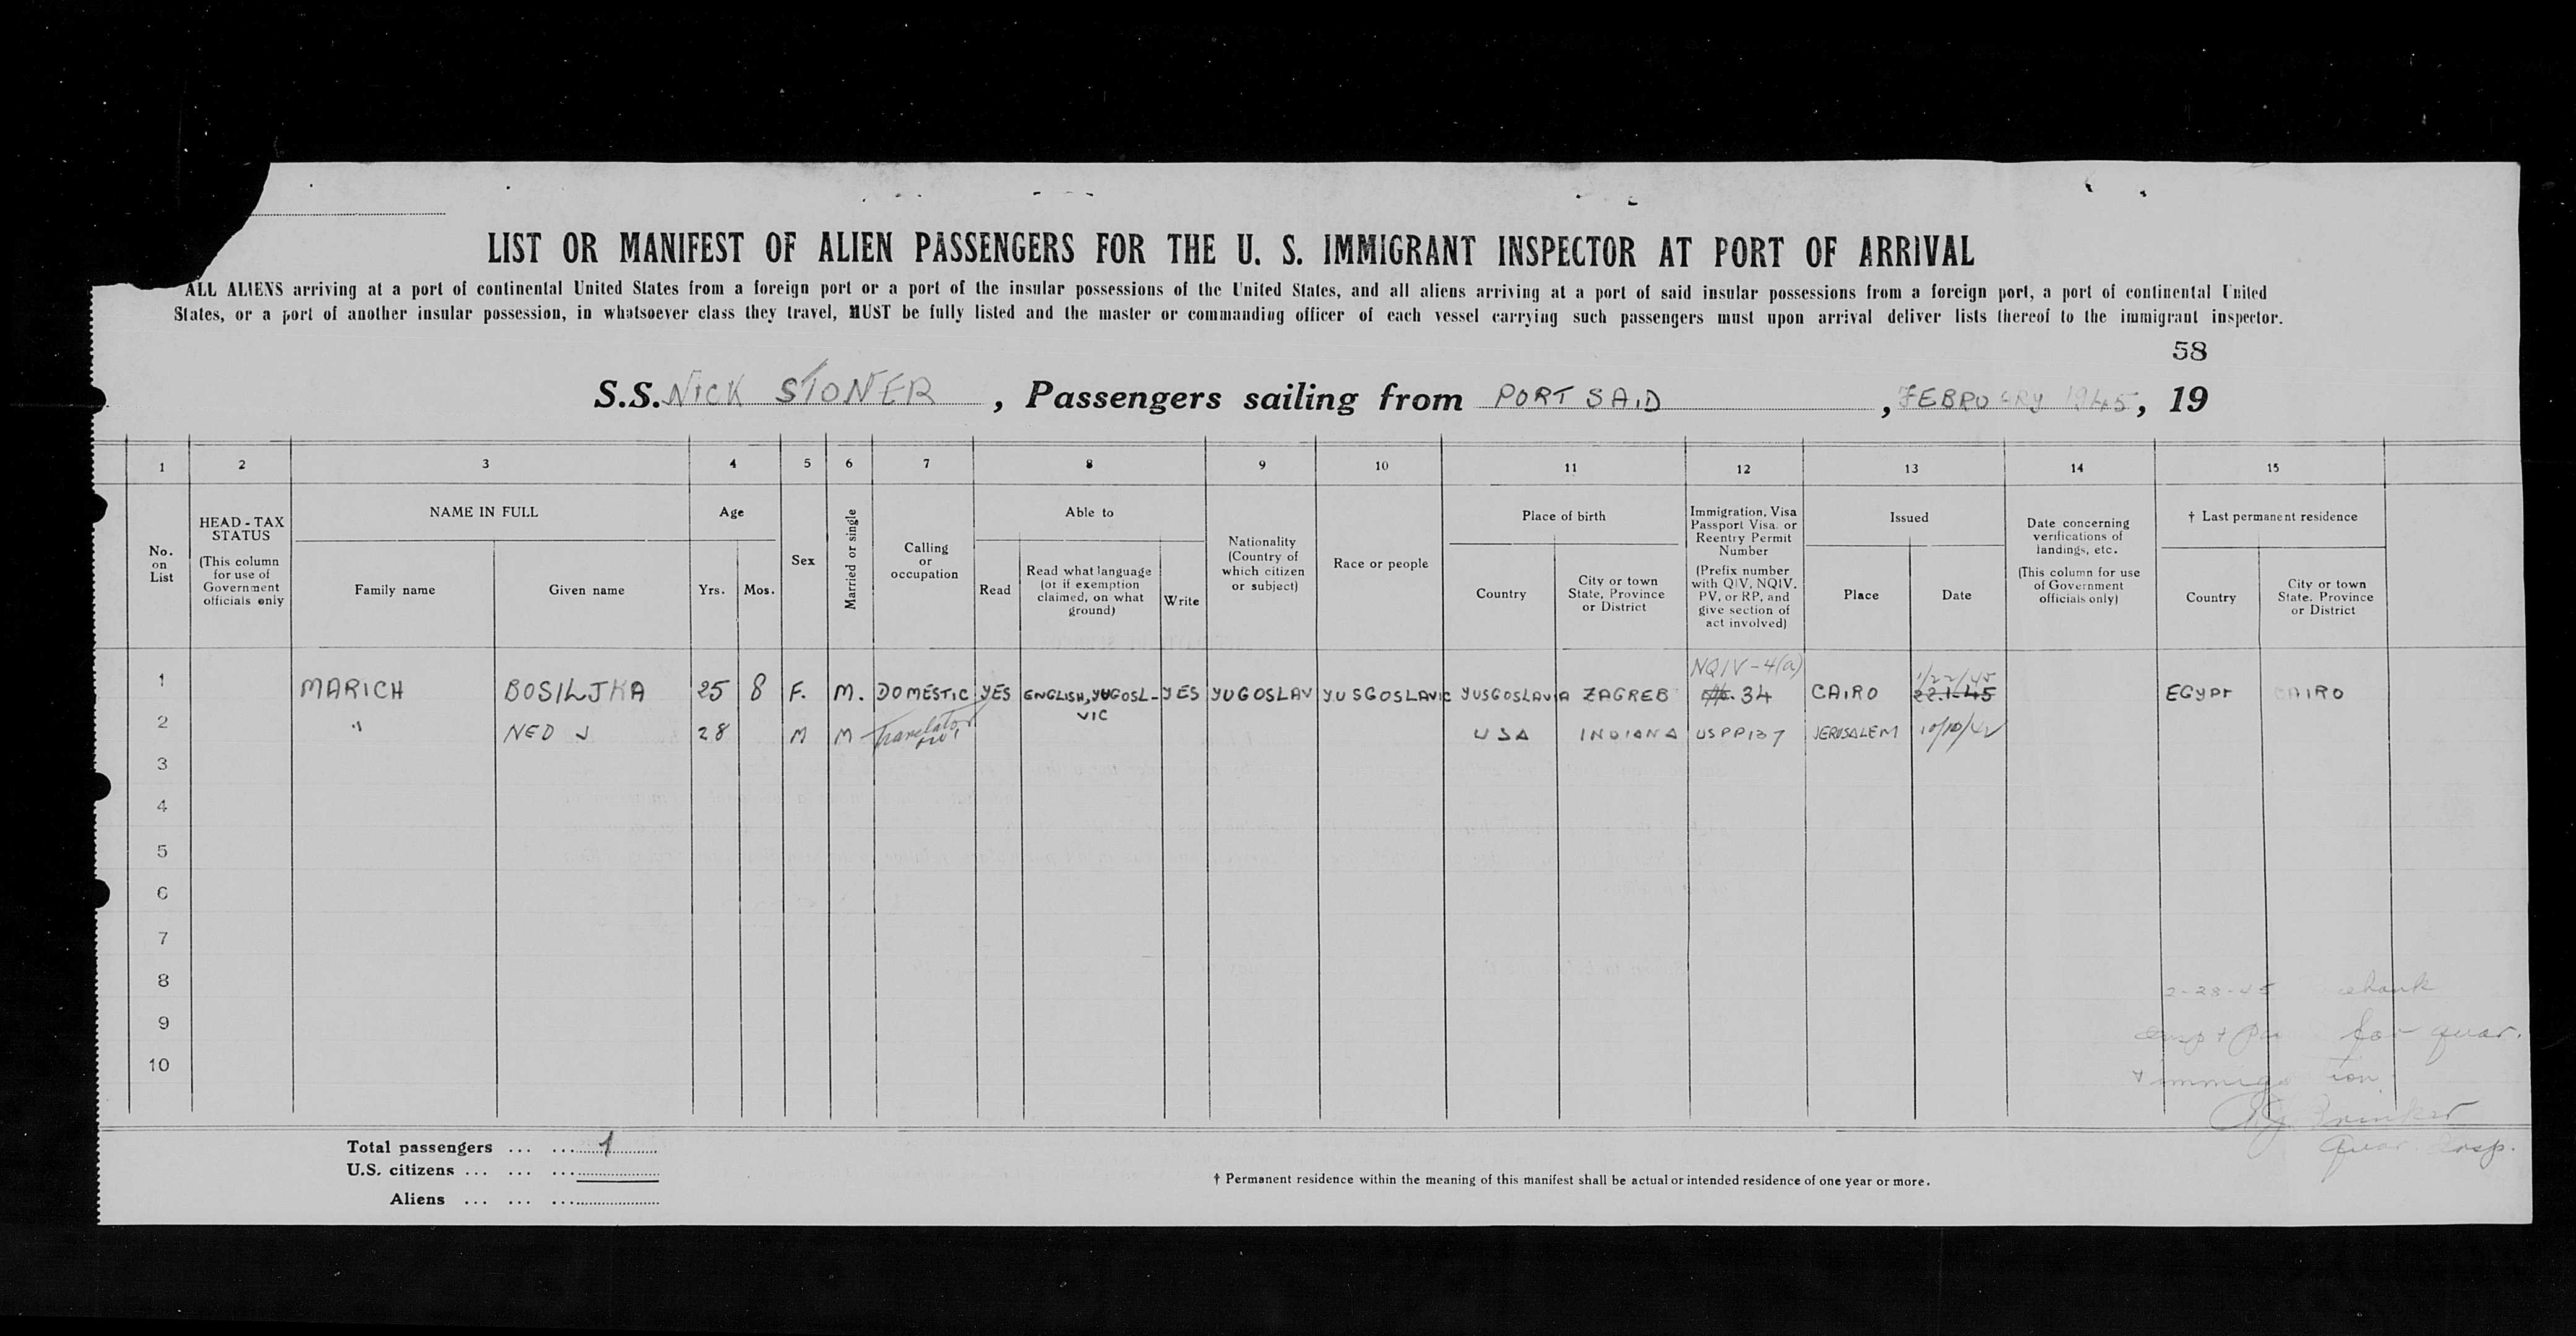 LIST OR MANIFEST OF ALIEN PASSENGERS FOR THE U. S. IMMIGRANT INSPECTOR AT PORT OF ARRIVAL
ALL ALIENS arriving at a port of continental United States from a foreign port or a port of the insular possessions of the United States, and all aliens arriving at a port of said insular possessions from a foreign port, a port of continental United
States, or a port of another insular possession, in whatsoever class they travel, MUST be fully listed and the master or commanding officer of each vessel carrying such passengers must upon arrival deliver lists thereof to the immigrant inspector.
58
S.S. NICK STONER, Passengers sailing from PORT SAID, FEBRUARY 1945, 19
1 2 3 4 5 6 7 8 9 10 11 12 13 14 15
No. on List
HEAD - TAX STATUS
(This column for use of Government officials only
NAME IN FULL
Family name
Given name
Age
Yrs.
Mos.
Sex
Married or single
Calling or occupation
Able to
Read
Read what language (or if exemption claimed, on what ground)
Write
Nationality (Country of which citizen or subject)
Race or people
Place of birth
Country
City or town State, Province or District
Immigration, Visa Passport Visa. or Reentry Permit Number
(Prefix number with QIV, NQIV. PV, or RP, and give section of act involved)
Issued
Place
Date
Date concerning verifications of landings, etc.
(This column for use of Government officials only)
† Last permanent residence
Country
City or town State, Province or District
NQIV-4(a) 1/22/45
1 MARICH BOSILJKA 25 8 F. M. DOMESTIC YES ENGLISH, YUGOSL-VIC YES YUGOSLAV YUSGOSLAVIC YUSGOSLAVIA ZAGREB 34 CAIRO 22.1.45 EGYPT CAIRO
2 " NED J 28 M M Translator USA INDIANA USPP137 JERUSALEM 10/10/42
3
4
5
6
7
8
9
10
2-28-45
for quar.
Quar. Insp.
Total passengers ... ... 1
U.S. citizens ... ... ...
Aliens ... ... ...
† Permanent residence within the meaning of this manifest shall be actual or intended residence of one year or more.